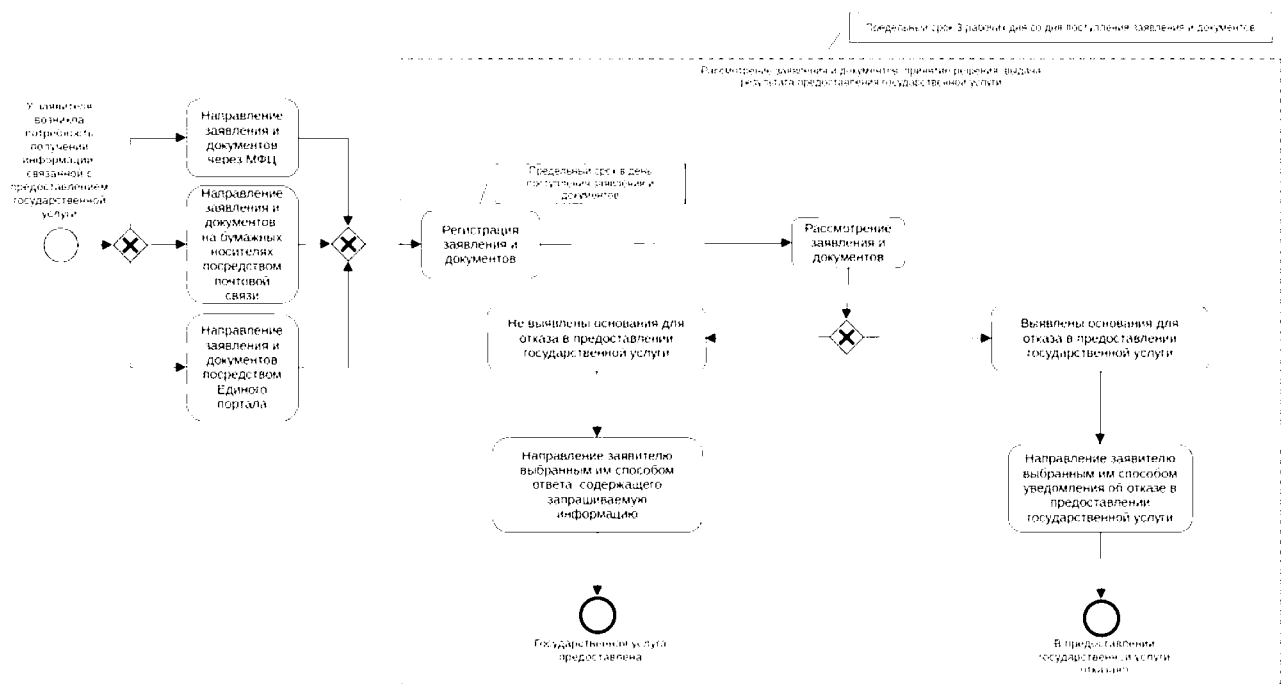 Предельный срок 3 рабочих дня со дня поступления заявления и документов
Рассмотрение заявления и документов, принятие решения, выдача
результата предоставления государственной услуги
У заявителя
возникла
потребность
получении
информации
связанной с
предоставлением
государственной
услуги
Направление
заявления и
документов
через МФЦ
Направление
заявления и
документов
на бумажных
носителях
посредством
почтовой
связи
Направление
заявления и
документов
посредством
Единого
портала
Предельный срок в день
поступления заявления и
документов
Регистрация
заявления и
документов
Рассмотрение
заявления и
документов
Не выявлены основания для
отказа в предоставлении
государственной услуги
Выявлены основания для
отказа в предоставлении
государственной услуги
Направление заявителю
выбранным им способом
ответа содержащего
запрашиваемую
информацию
Направление заявителю
выбранным им способом
уведомления об отказе в
предоставлении
государственной услуги
Государственная услуга
предоставлена
В предоставлении
государственной услуги
отказано